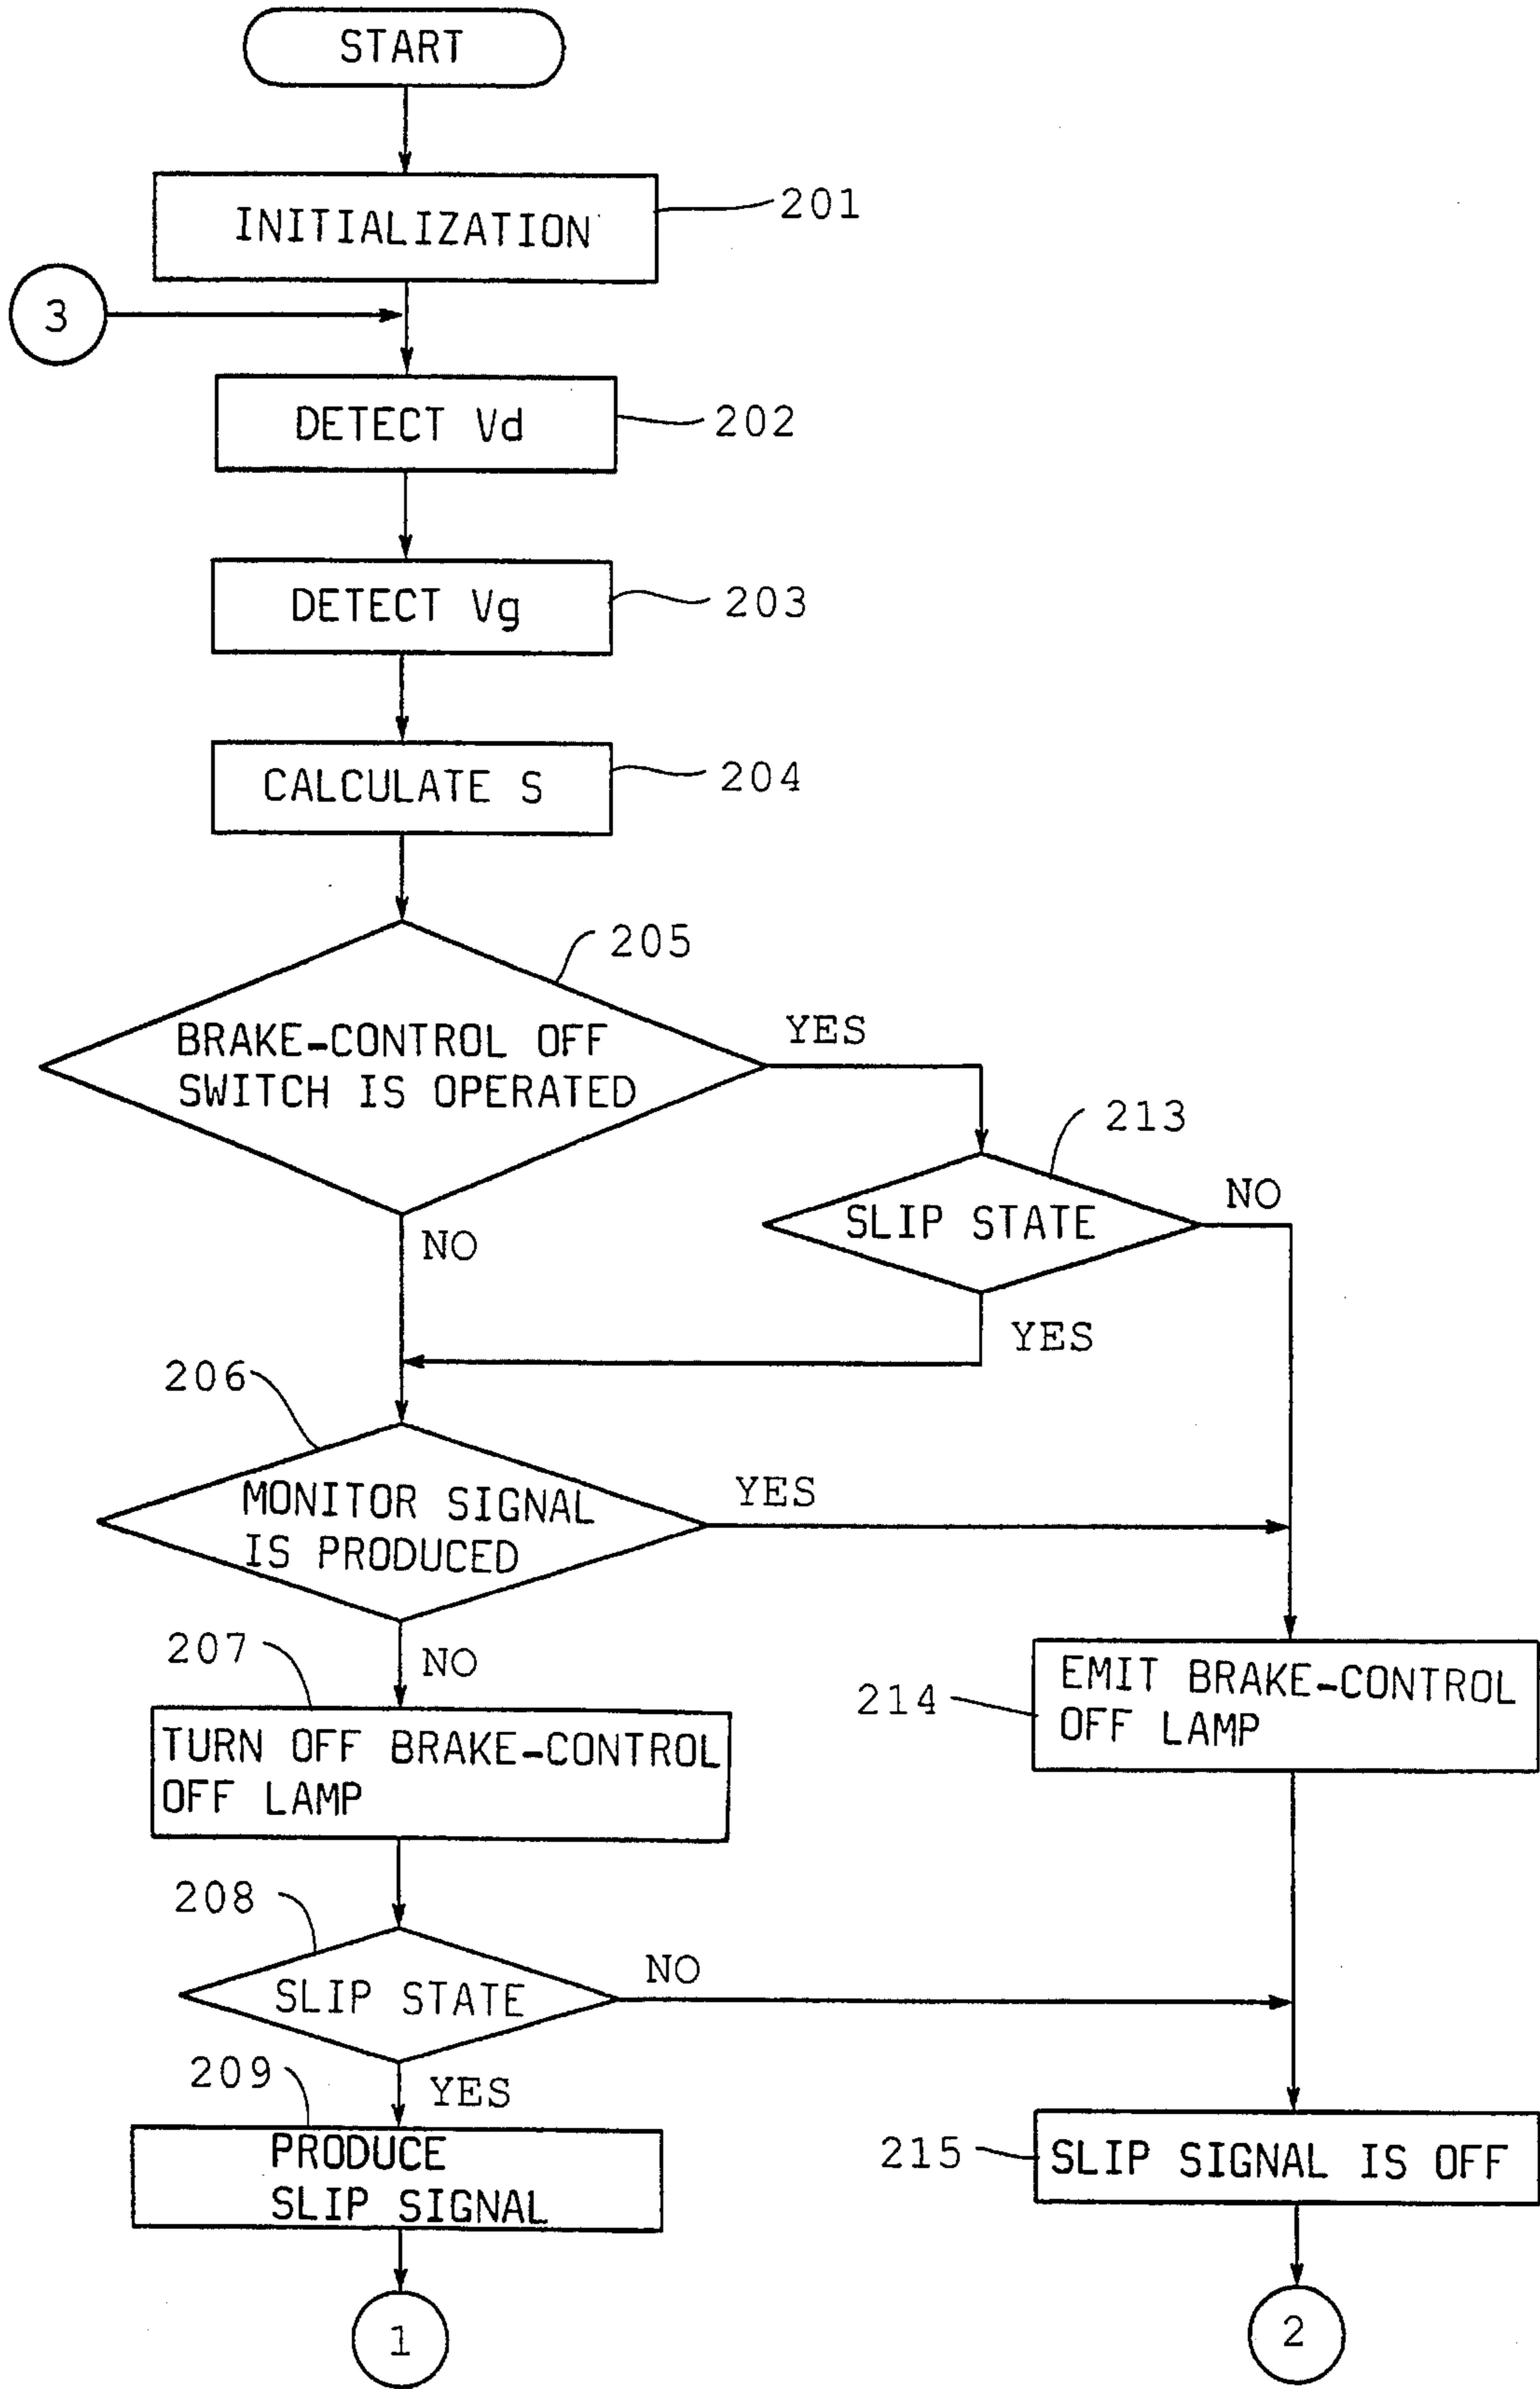 START
INITIALIZATION
201
3
DETECT Vd
202
DETECT Vg
203
CALCULATE S
204
205
BRAKE-CONTROL OFF
SWITCH IS OPERATED
YES
NO
213
SLIP STATE
NO
YES
206
MONITOR SIGNAL
IS PRODUCED
YES
NO
207
TURN OFF BRAKE-CONTROL
OFF LAMP
214
EMIT BRAKE-CONTROL
OFF LAMP
208
SLIP STATE
NO
YES
209
PRODUCE
SLIP SIGNAL
215
SLIP SIGNAL IS OFF
1
2